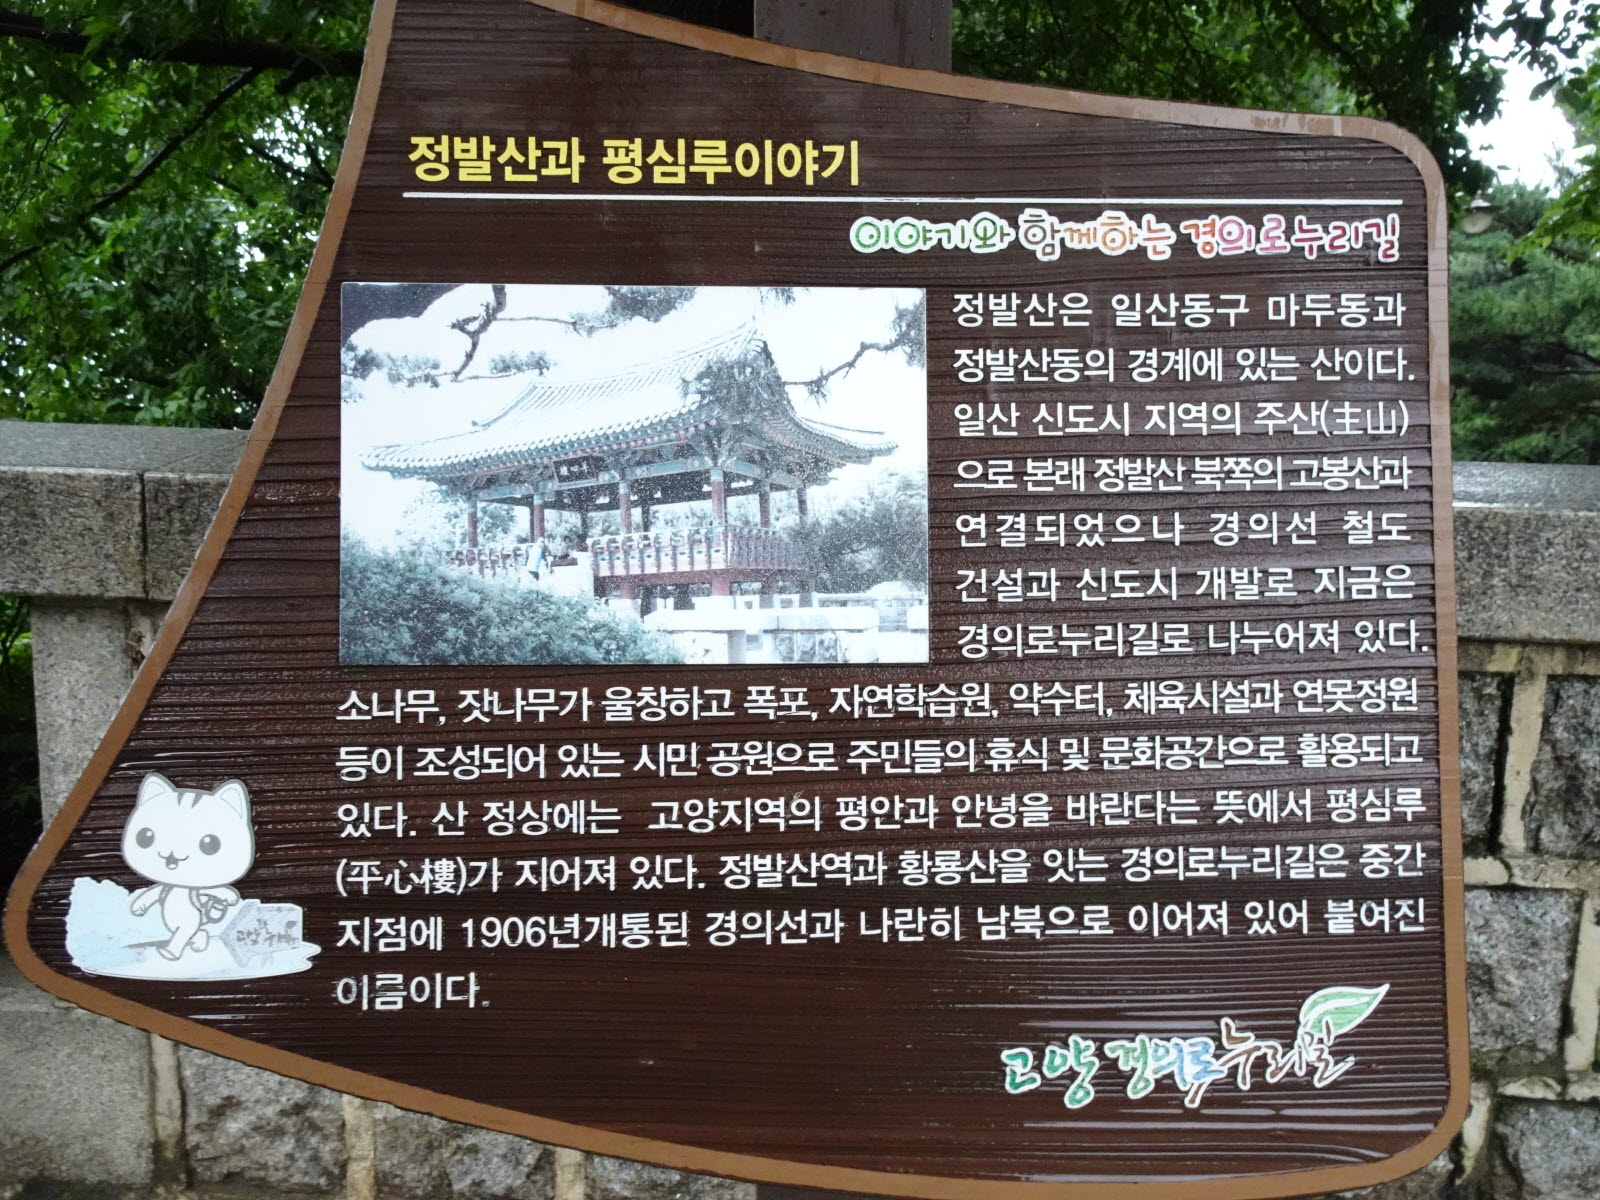 정발산과 평심루이야기
이야기와 함께하는 경의로누리길
정발산은 일산동구 마두동과
정발산동의 경계에 있는 산이다.
일산 신도시 지역의 주산(主山)
으로 본래 정발산 북쪽의 고봉산과
연결되었으나 경의선 철도
건설과 신도시 개발로 지금은
경의로누리길로 나누어져 있다.
소나무, 잣나무가 울창하고 폭포, 자연학습원, 약수터, 체육시설과 연못정원
등이 조성되어 있는 시민 공원으로 주민들의 휴식 및 문화공간으로 활용되고
있다. 산 정상에는 고양지역의 평안과 안녕을 바란다는 뜻에서 평심루
(平心樓)가 지어져 있다. 정발산역과 황룡산을 잇는 경의로누리길은 중간
지점에 1906년개통된 경의선과 나란히 남북으로 이어져 있어 붙여진
이름이다.
고양 경의로누리길